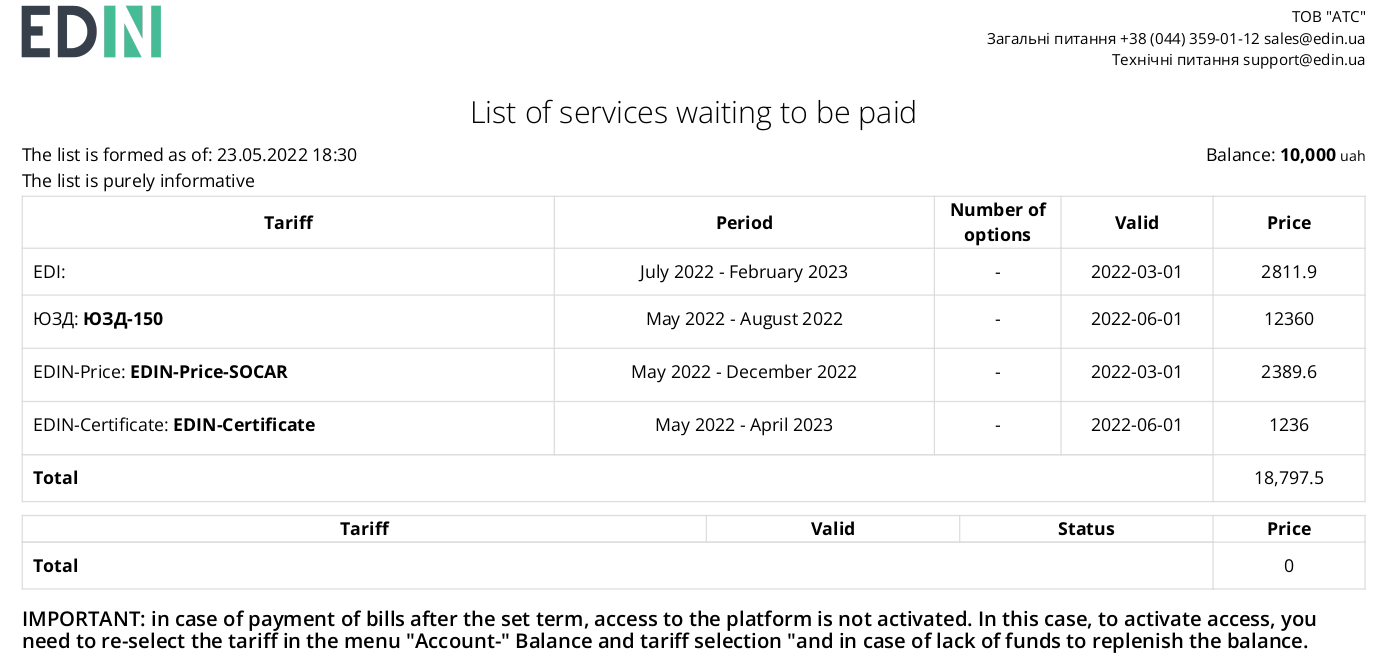 EDIN
ТОВ "АТС"
Загальні питання +38 (044) 359-01-12 sales@edin.ua
Технічні питання support@edin.ua
List of services waiting to be paid
The list is formed as of: 23.05.2022 18:30
Balance: 10,000 uah
The list is purely informative
Tariff Period Number of options Valid Price
EDI: July 2022 - February 2023 - 2022-03-01 2811.9
ЮЗД: ЮЗД-150 May 2022 - August 2022 - 2022-06-01 12360
EDIN-Price: EDIN-Price-SOCAR May 2022 - December 2022 - 2022-03-01 2389.6
EDIN-Certificate: EDIN-Certificate May 2022 - April 2023 - 2022-06-01 1236
Total 18,797.5
Tariff Valid Status Price
Total 0
IMPORTANT: in case of payment of bills after the set term, access to the platform is not activated. In this case, to activate access, you
need to re-select the tariff in the menu "Account-" Balance and tariff selection "and in case of lack of funds to replenish the balance.